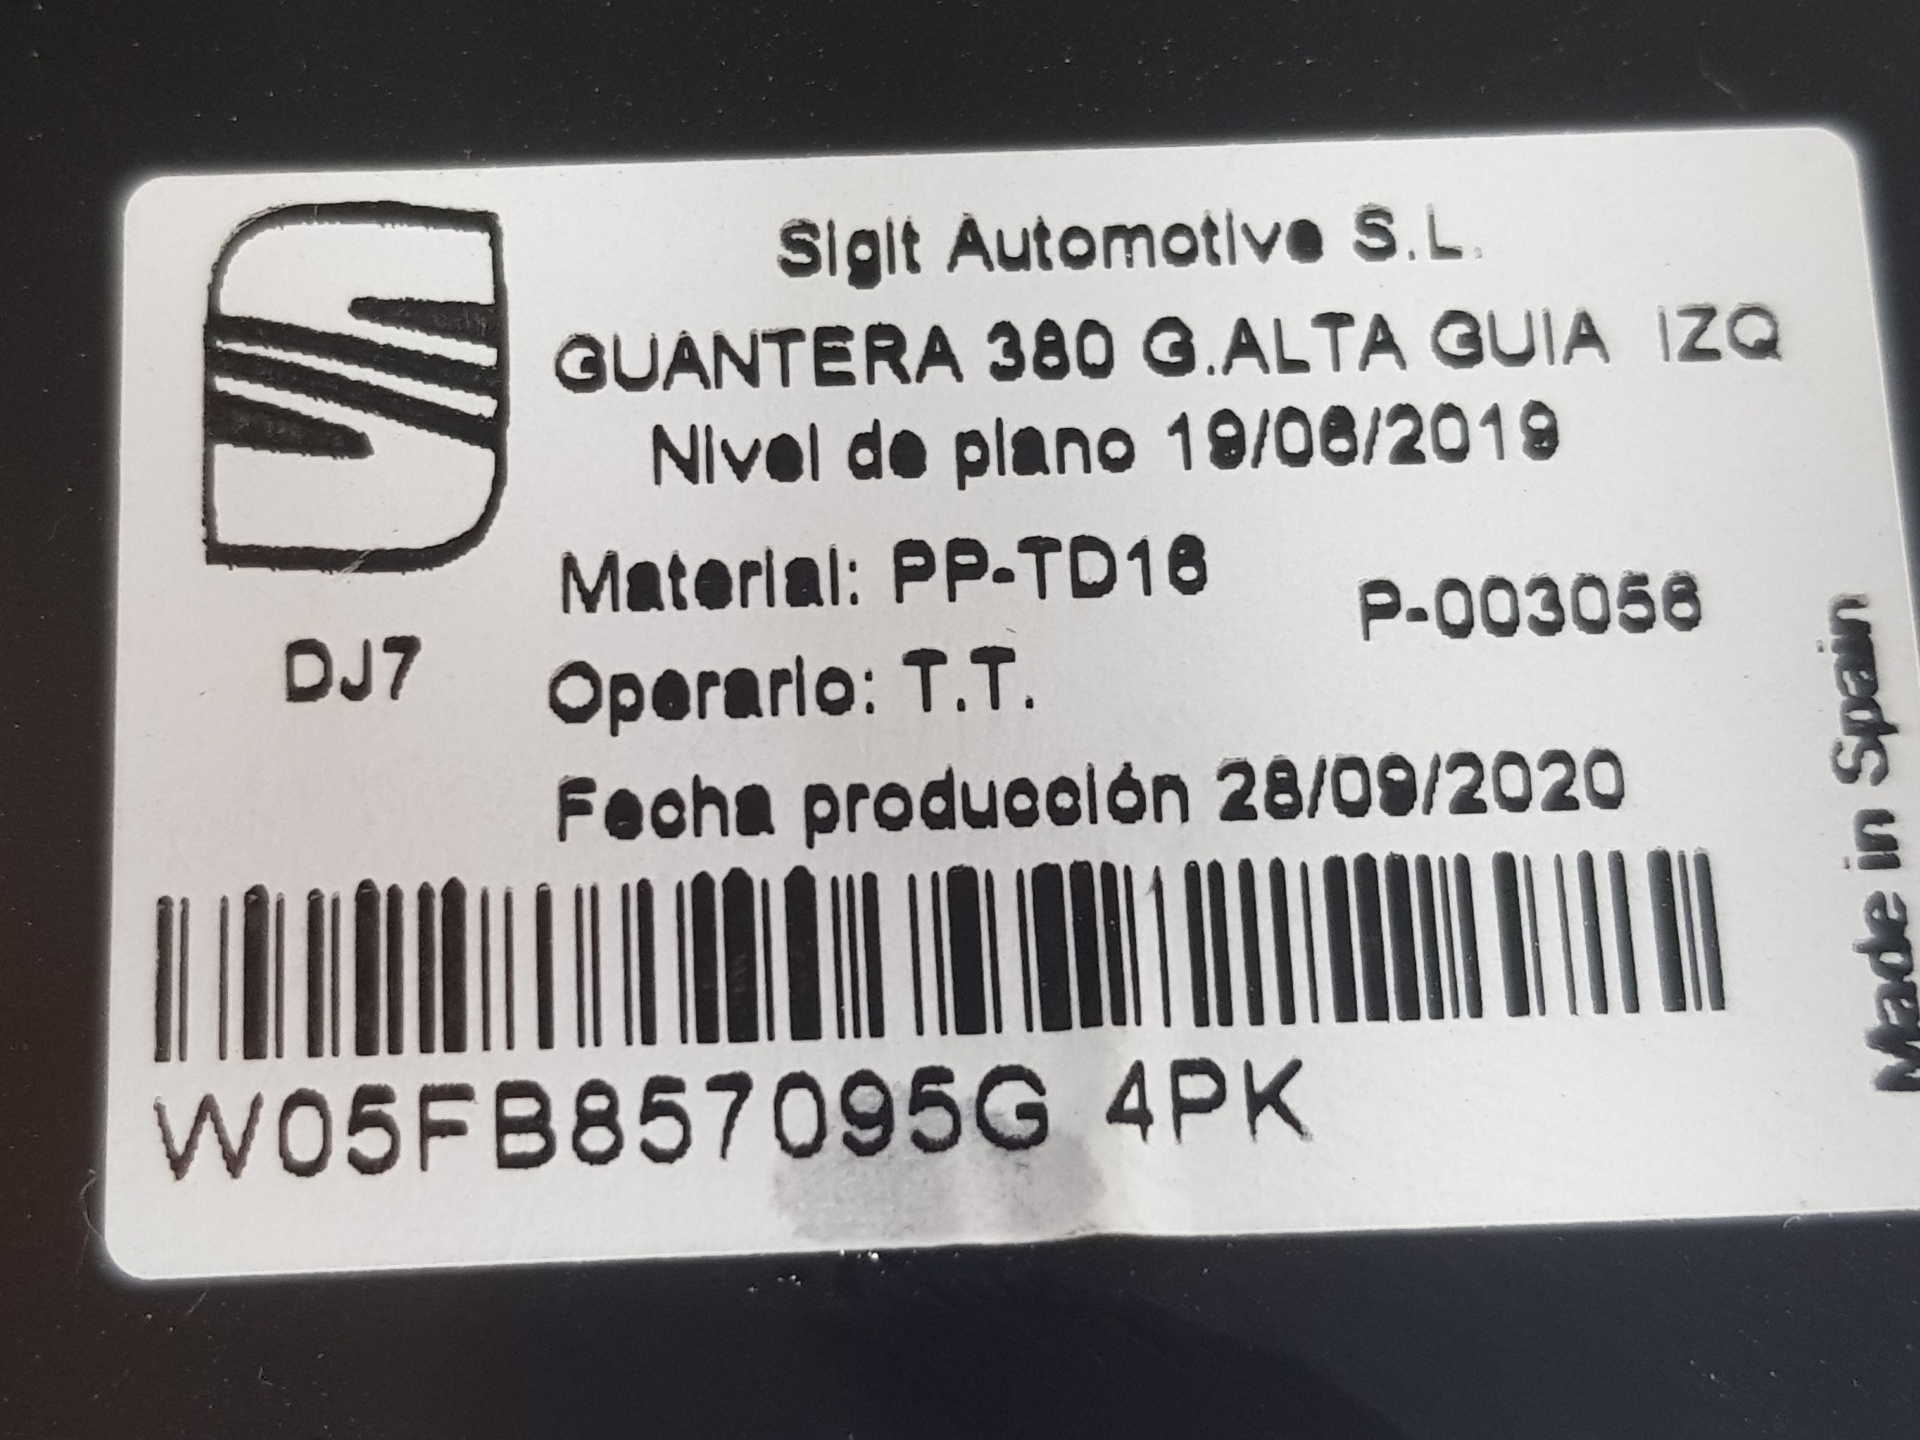 Sigit Automotive S.L.
GUANTERA 380 G.ALTA GUIA IZQ
Nivel de plano 19/06/2019
Material: PP-TD16
P-003056
DJ7
Operario: T.T.
Fecha producción 28/09/2020
W05FB857095G 4PK
Made in Spain